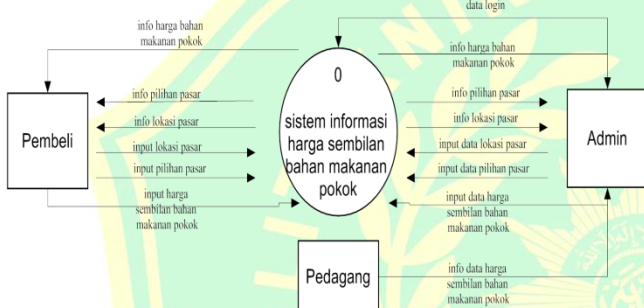 data login
info harga bahan
makanan pokok
info harga bahan
makanan pokok
0
sistem informasi
harga sembilan
bahan makanan
pokok
Pembeli
info pilihan pasar
info lokasi pasar
input lokasi pasar
input pilihan pasar
input harga
sembilan bahan
makanan pokok
info pilihan pasar
info lokasi pasar
input data lokasi pasar
input data pilihan pasar
input data harga
sembilan bahan
makanan pokok
Admin
Pedagang
info data harga
sembilan bahan
makanan pokok